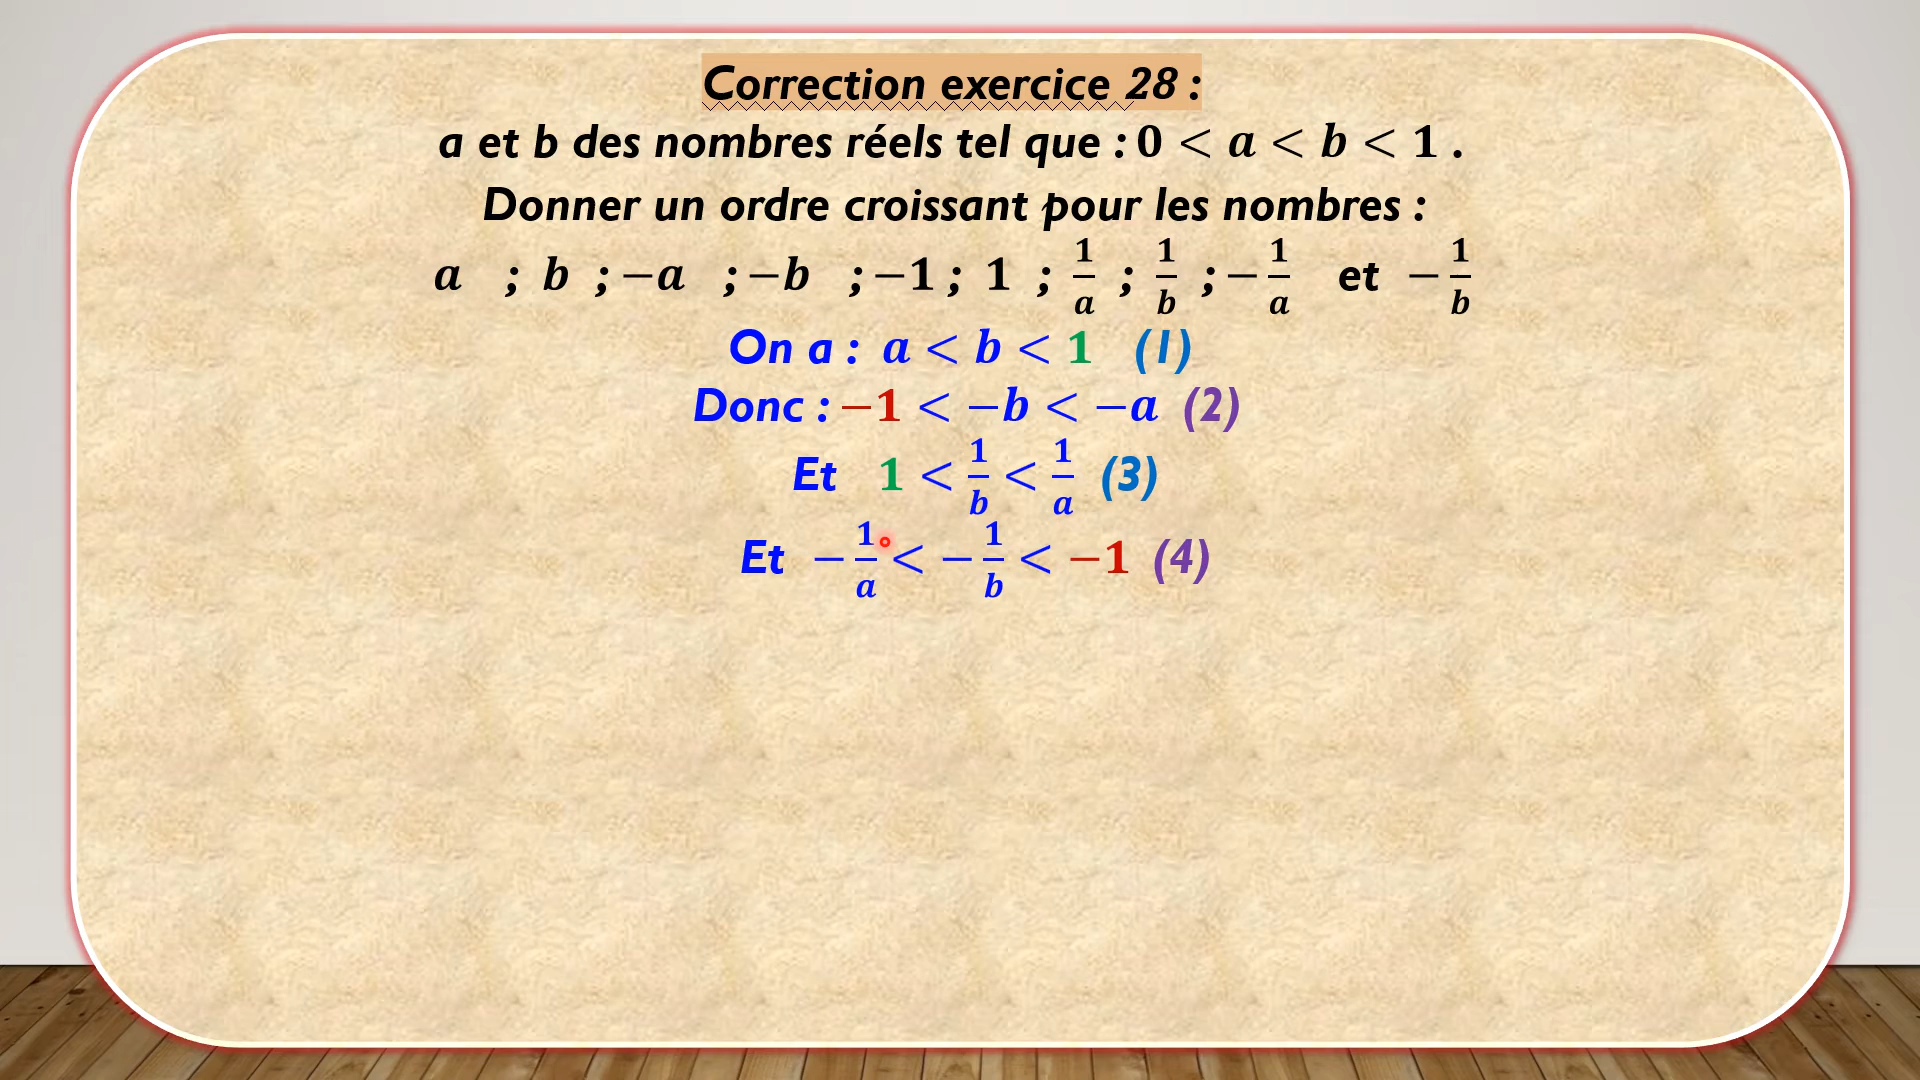 Correction exercice 28 :
a et b des nombres réels tel que : 0 < a < b < 1 .
Donner un ordre croissant pour les nombres :
a ; b ; −a ; −b ; −1 ; 1 ; 1/a ; 1/b ; −1/a et −1/b
On a : a < b < 1 (1)
Donc : −1 < −b < −a (2)
Et 1 < 1/b < 1/a (3)
Et −1/a < −1/b < −1 (4)